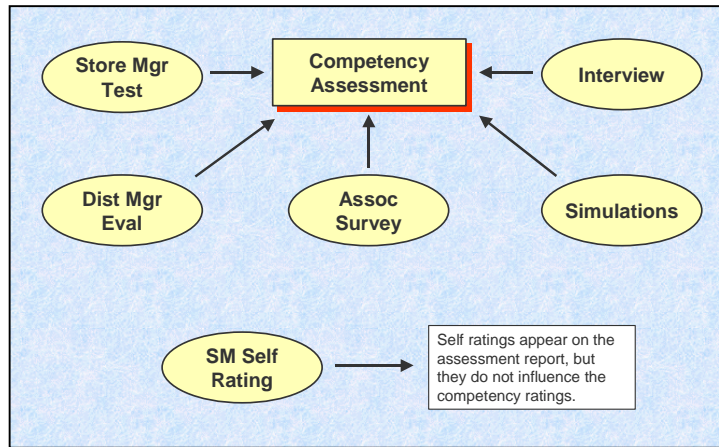 Store Mgr
Test
Competency
Assessment
Interview
Dist Mgr
Eval
Assoc
Survey
Simulations
SM Self
Rating
Self ratings appear on the
assessment report, but
they do not influence the
competency ratings.